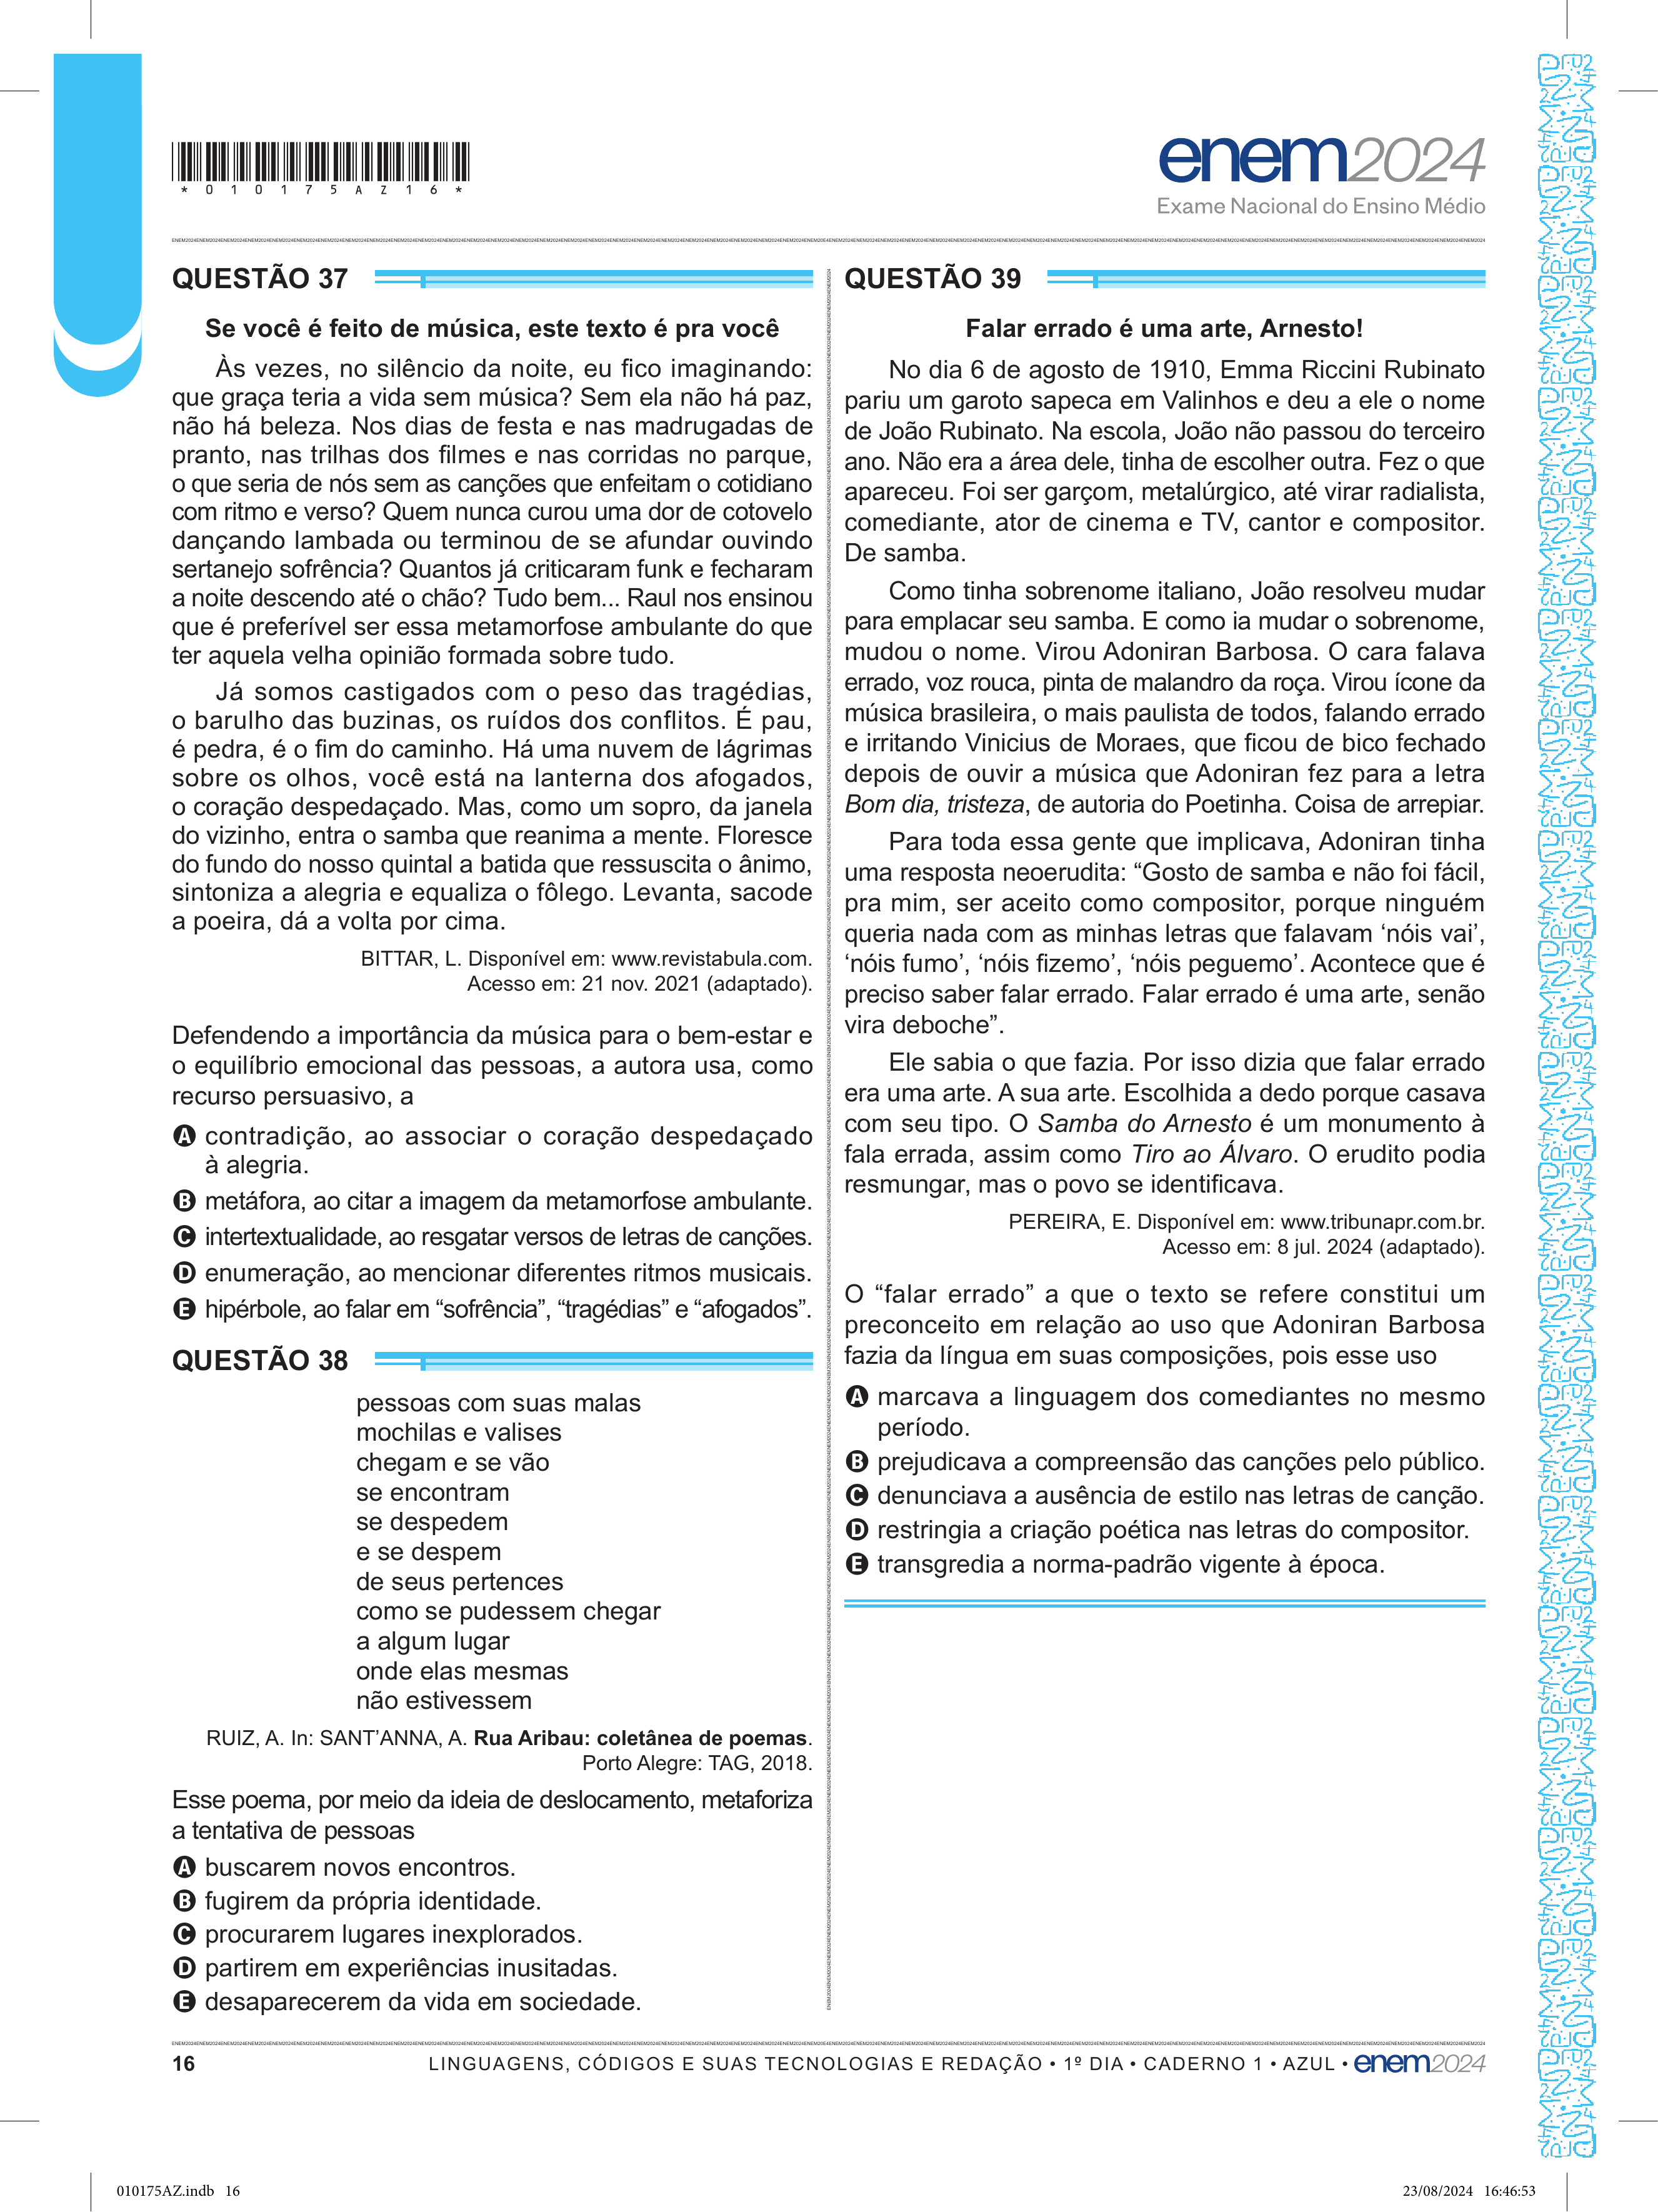 *010175AZ16*
enem2024
Exame Nacional do Ensino Médio
QUESTÃO 37
Se você é feito de música, este texto é pra você
Às vezes, no silêncio da noite, eu fico imaginando:
que graça teria a vida sem música? Sem ela não há paz,
não há beleza. Nos dias de festa e nas madrugadas de
pranto, nas trilhas dos filmes e nas corridas no parque,
o que seria de nós sem as canções que enfeitam o cotidiano
com ritmo e verso? Quem nunca curou uma dor de cotovelo
dançando lambada ou terminou de se afundar ouvindo
sertanejo sofrência? Quantos já criticaram funk e fecharam
a noite descendo até o chão? Tudo bem... Raul nos ensinou
que é preferível ser essa metamorfose ambulante do que
ter aquela velha opinião formada sobre tudo.
Já somos castigados com o peso das tragédias,
o barulho das buzinas, os ruídos dos conflitos. É pau,
é pedra, é o fim do caminho. Há uma nuvem de lágrimas
sobre os olhos, você está na lanterna dos afogados,
o coração despedaçado. Mas, como um sopro, da janela
do vizinho, entra o samba que reanima a mente. Floresce
do fundo do nosso quintal a batida que ressuscita o ânimo,
sintoniza a alegria e equaliza o fôlego. Levanta, sacode
a poeira, dá a volta por cima.
BITTAR, L. Disponível em: www.revistabula.com.
Acesso em: 21 nov. 2021 (adaptado).
Defendendo a importância da música para o bem-estar e
o equilíbrio emocional das pessoas, a autora usa, como
recurso persuasivo, a
A contradição, ao associar o coração despedaçado
à alegria.
B metáfora, ao citar a imagem da metamorfose ambulante.
C intertextualidade, ao resgatar versos de letras de canções.
D enumeração, ao mencionar diferentes ritmos musicais.
E hipérbole, ao falar em “sofrência”, “tragédias” e “afogados”.
QUESTÃO 38
pessoas com suas malas
mochilas e valises
chegam e se vão
se encontram
se despedem
e se despem
de seus pertences
como se pudessem chegar
a algum lugar
onde elas mesmas
não estivessem
RUIZ, A. In: SANT’ANNA, A. Rua Aribau: coletânea de poemas.
Porto Alegre: TAG, 2018.
Esse poema, por meio da ideia de deslocamento, metaforiza
a tentativa de pessoas
A buscarem novos encontros.
B fugirem da própria identidade.
C procurarem lugares inexplorados.
D partirem em experiências inusitadas.
E desaparecerem da vida em sociedade.
QUESTÃO 39
Falar errado é uma arte, Arnesto!
No dia 6 de agosto de 1910, Emma Riccini Rubinato
pariu um garoto sapeca em Valinhos e deu a ele o nome
de João Rubinato. Na escola, João não passou do terceiro
ano. Não era a área dele, tinha de escolher outra. Fez o que
apareceu. Foi ser garçom, metalúrgico, até virar radialista,
comediante, ator de cinema e TV, cantor e compositor.
De samba.
Como tinha sobrenome italiano, João resolveu mudar
para emplacar seu samba. E como ia mudar o sobrenome,
mudou o nome. Virou Adoniran Barbosa. O cara falava
errado, voz rouca, pinta de malandro da roça. Virou ícone da
música brasileira, o mais paulista de todos, falando errado
e irritando Vinicius de Moraes, que ficou de bico fechado
depois de ouvir a música que Adoniran fez para a letra
Bom dia, tristeza, de autoria do Poetinha. Coisa de arrepiar.
Para toda essa gente que implicava, Adoniran tinha
uma resposta neoerudita: “Gosto de samba e não foi fácil,
pra mim, ser aceito como compositor, porque ninguém
queria nada com as minhas letras que falavam ‘nóis vai’,
‘nóis fumo’, ‘nóis fizemo’, ‘nóis peguemo’. Acontece que é
preciso saber falar errado. Falar errado é uma arte, senão
vira deboche”.
Ele sabia o que fazia. Por isso dizia que falar errado
era uma arte. A sua arte. Escolhida a dedo porque casava
com seu tipo. O Samba do Arnesto é um monumento à
fala errada, assim como Tiro ao Álvaro. O erudito podia
resmungar, mas o povo se identificava.
PEREIRA, E. Disponível em: www.tribunapr.com.br.
Acesso em: 8 jul. 2024 (adaptado).
O “falar errado” a que o texto se refere constitui um
preconceito em relação ao uso que Adoniran Barbosa
fazia da língua em suas composições, pois esse uso
A marcava a linguagem dos comediantes no mesmo
período.
B prejudicava a compreensão das canções pelo público.
C denunciava a ausência de estilo nas letras de canção.
D restringia a criação poética nas letras do compositor.
E transgredia a norma-padrão vigente à época.
16
LINGUAGENS, CÓDIGOS E SUAS TECNOLOGIAS E REDAÇÃO • 1º DIA • CADERNO 1 • AZUL • enem2024
010175AZ.indb 16
23/08/2024 16:46:53